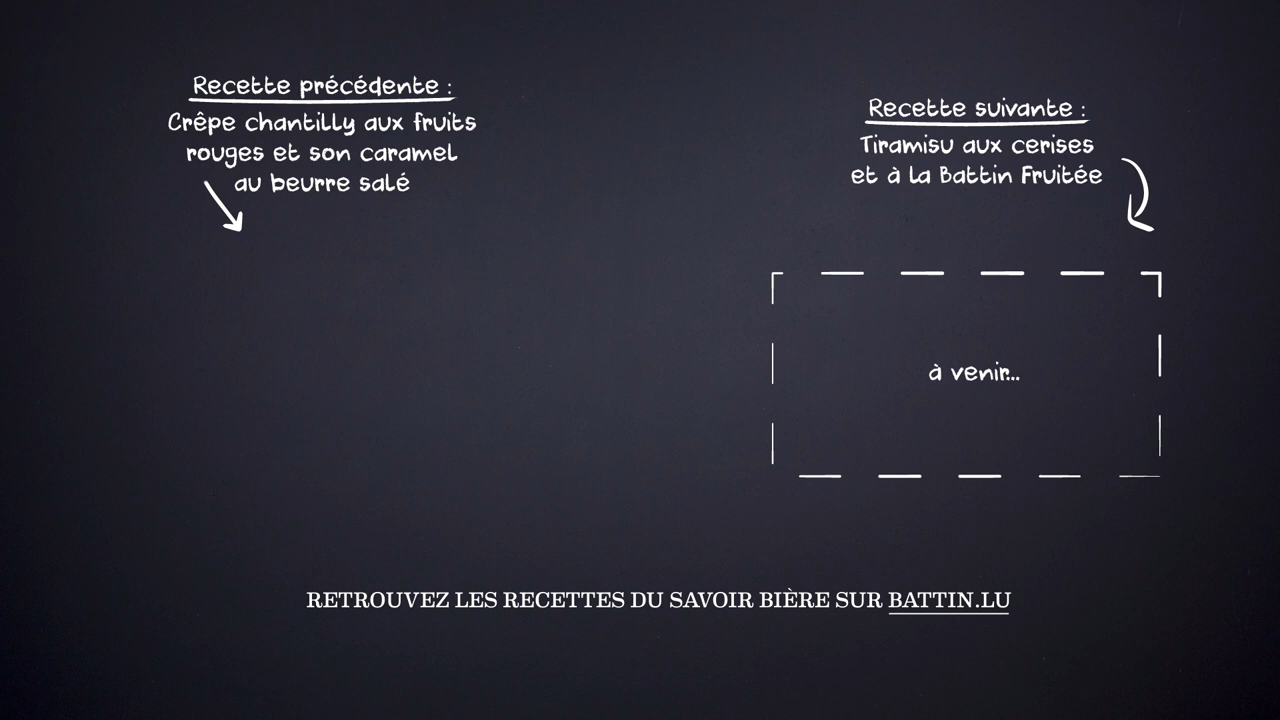 Recette précédente :
Crêpe chantilly aux fruits
rouges et son caramel
au beurre salé
Recette suivante :
Tiramisu aux cerises
et à la Battin Fruitée
à venir...
RETROUVEZ LES RECETTES DU SAVOIR BIÈRE SUR BATTIN.LU